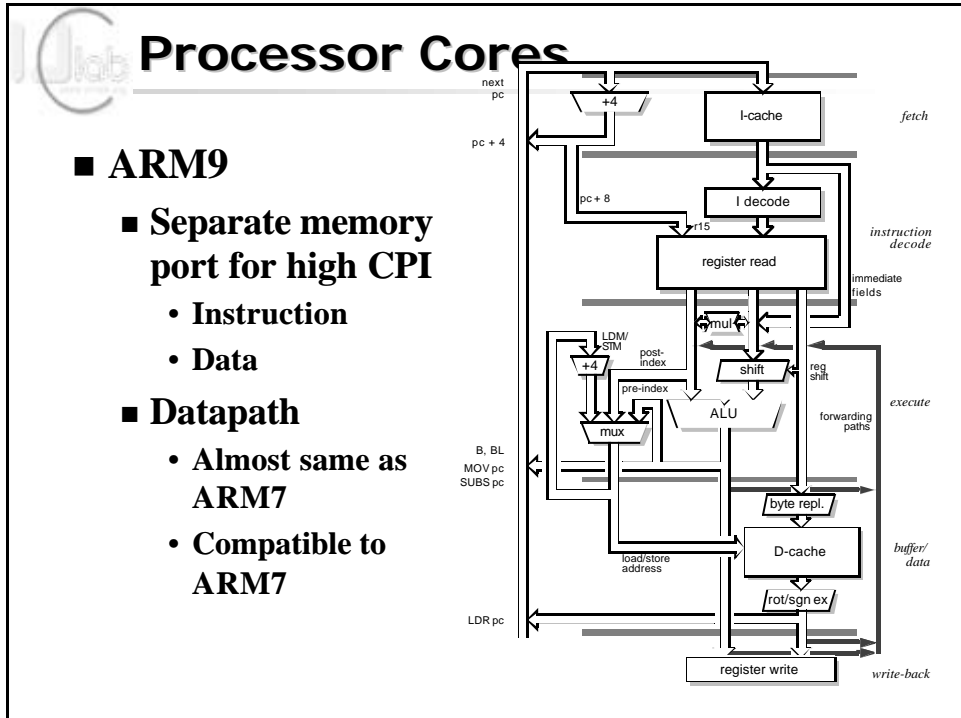 Processor Cores
■ ARM9
■ Separate memory
port for high CPI
• Instruction
• Data
■ Datapath
• Almost same as
ARM7
• Compatible to
ARM7
next
pc
+4
I-cache
fetch
pc + 4
pc + 8
I decode
r15
instruction
decode
register read
immediate
fields
mul
LDM/
STM
post-
index
+4
shift
reg
shift
pre-index
execute
ALU
mux
forwarding
paths
B, BL
MOV pc
SUBS pc
byte repl.
D-cache
buffer/
data
load/store
address
rot/sgn ex
LDR pc
register write
write-back